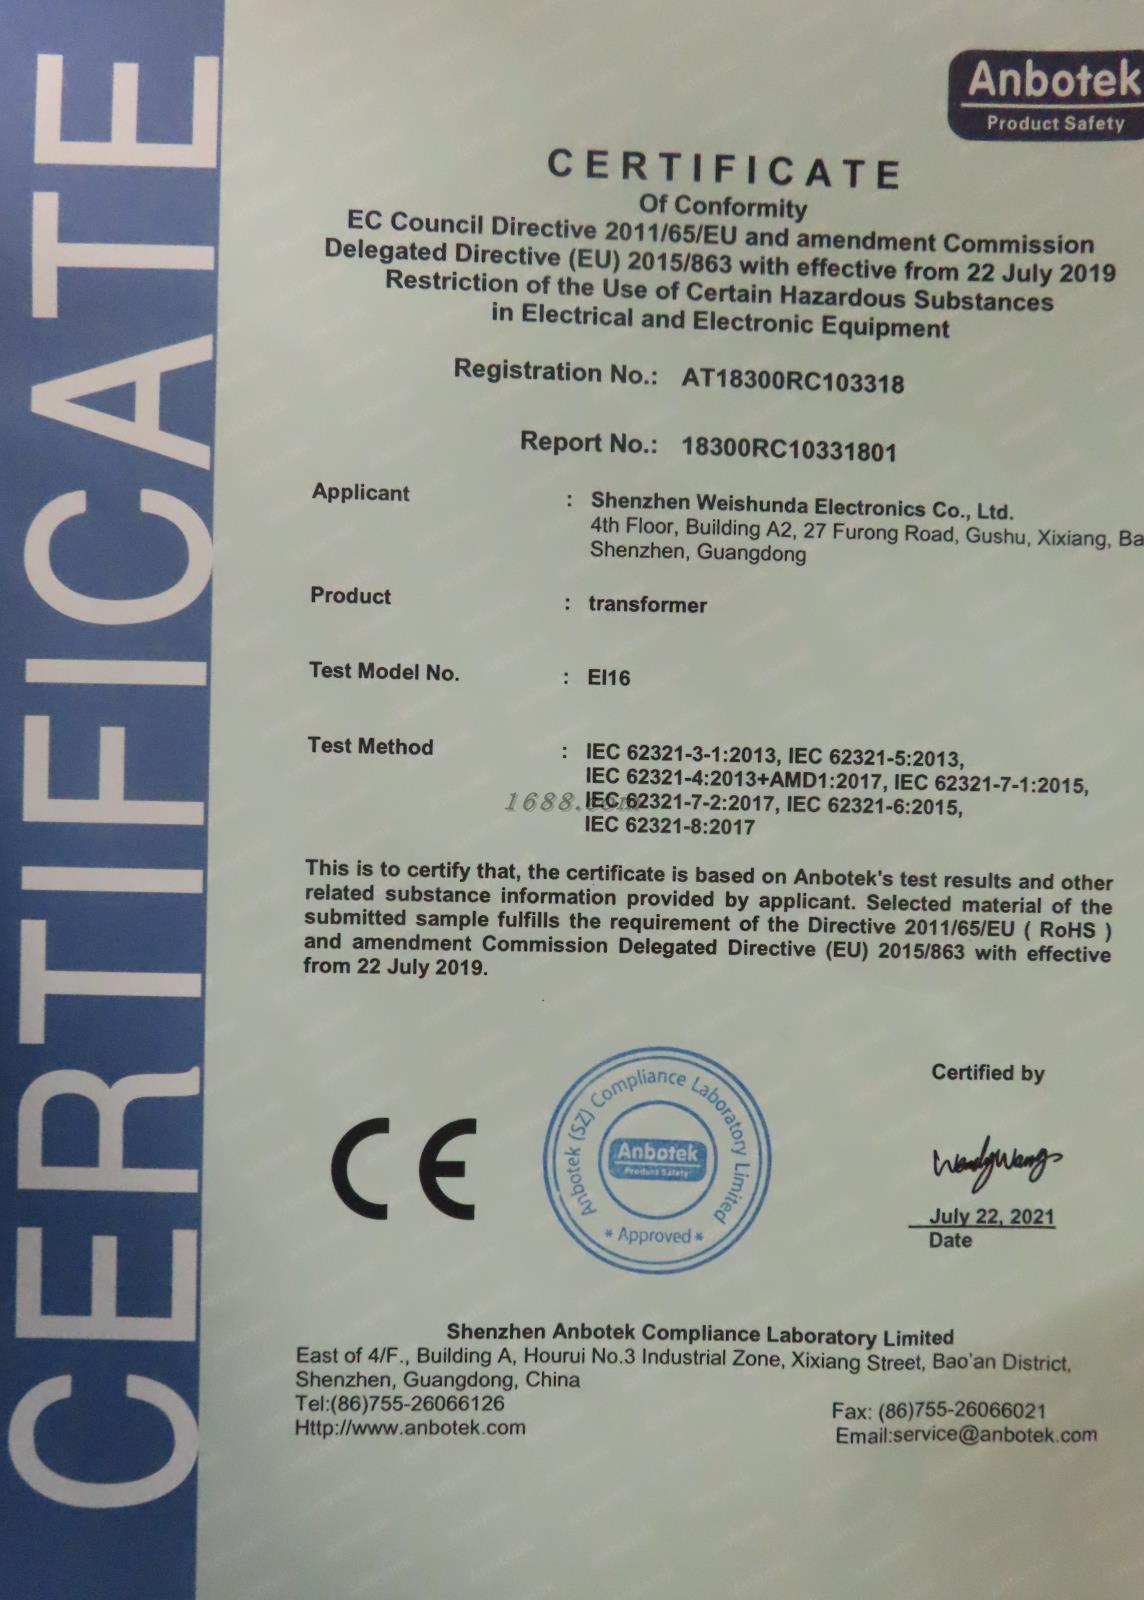 CERTIFICATE
Anbotek
Product Safety
CERTIFICATE
Of Conformity
EC Council Directive 2011/65/EU and amendment Commission
Delegated Directive (EU) 2015/863 with effective from 22 July 2019
Restriction of the Use of Certain Hazardous Substances
in Electrical and Electronic Equipment
Registration No.: AT18300RC103318
Report No.: 18300RC10331801
Applicant : Shenzhen Weishunda Electronics Co., Ltd.
4th Floor, Building A2, 27 Furong Road, Gushu, Xixiang, Ba
Shenzhen, Guangdong
Product : transformer
Test Model No. : EI16
Test Method : IEC 62321-3-1:2013, IEC 62321-5:2013,
IEC 62321-4:2013+AMD1:2017, IEC 62321-7-1:2015,
IEC 62321-7-2:2017, IEC 62321-6:2015,
IEC 62321-8:2017
1688.com
This is to certify that, the certificate is based on Anbotek's test results and other
related substance information provided by applicant. Selected material of the
submitted sample fulfills the requirement of the Directive 2011/65/EU ( RoHS )
and amendment Commission Delegated Directive (EU) 2015/863 with effective
from 22 July 2019.
CE
Anbotek (SZ) Compliance Laboratory Limited
Anbotek
Product Safety
* Approved *
Certified by
Wendy Wang
July 22, 2021
Date
Shenzhen Anbotek Compliance Laboratory Limited
East of 4/F., Building A, Hourui No.3 Industrial Zone, Xixiang Street, Bao'an District,
Shenzhen, Guangdong, China
Tel:(86)755-26066126
Fax: (86)755-26066021
Http://www.anbotek.com
Email:service@anbotek.com